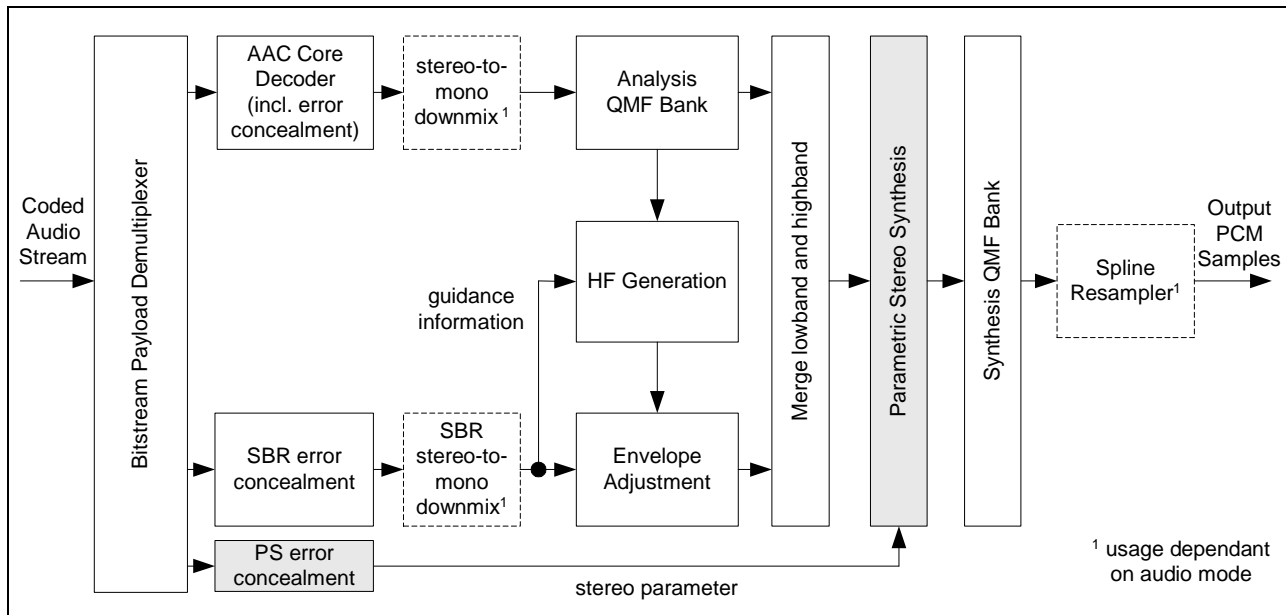 Coded
Audio
Stream
Bitstream Payload Demultiplexer
AAC Core
Decoder
(incl. error
concealment)
stereo-to-
mono
downmix 1
Analysis
QMF Bank
HF Generation
guidance
information
SBR error
concealment
SBR
stereo-to-
mono
downmix1
Envelope
Adjustment
PS error
concealment
stereo parameter
Merge lowband and highband
Parametric Stereo Synthesis
Synthesis QMF Bank
Spline
Resampler1
Output
PCM
Samples
1 usage dependant
on audio mode